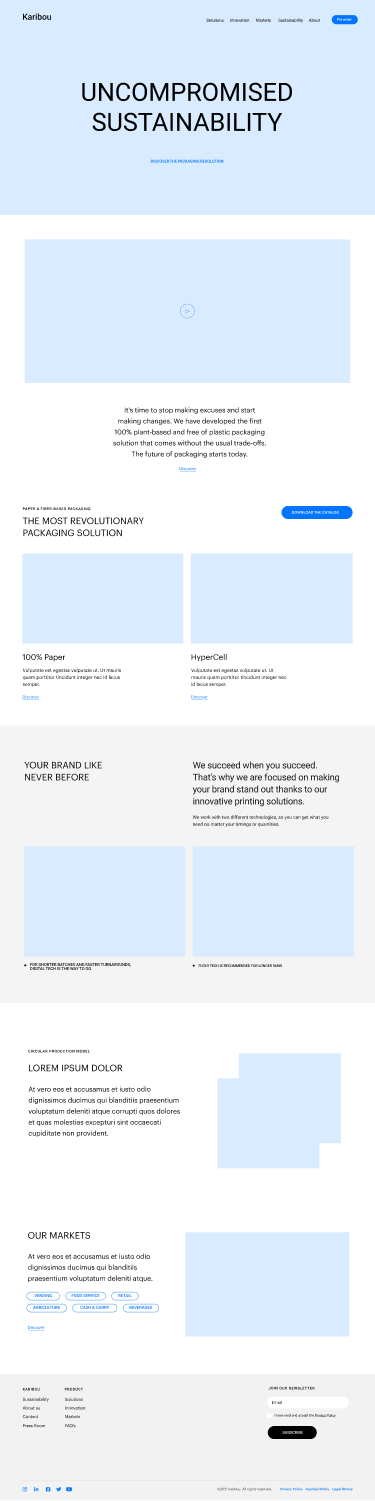 Karibou
Solutions Innovation Markets Sustainability About
UNCOMPROMISED
SUSTAINABILITY
DISCOVER THE PACKAGING REVOLUTION
It's time to stop making excuses and start
making changes. We have developed the first
100% plant-based and free of plastic packaging
solution that comes without the usual trade-offs.
The future of packaging starts today.
Discover
PAPER & FIBER-BASED PACKAGING
THE MOST REVOLUTIONARY
PACKAGING SOLUTION
DOWNLOAD THE CATALOG
100% Paper
Vulputate est egestas vulputate ut. Ut mauris
quam porttitor tincidunt integer nec id lacus
semper.
Discover
HyperCell
Vulputate est egestas vulputate ut. Ut
mauris quam porttitor tincidunt integer nec
id lacus semper.
Discover
YOUR BRAND LIKE
NEVER BEFORE
We succeed when you succeed.
That's why we are focused on making
your brand stand out thanks to our
innovative printing solutions.
We work with two different technologies, so you can get what you
need no matter your timings or quantities.
FOR SHORTER BATCHES AND FASTER TURNAROUNDS,
DIGITAL TECH IS THE WAY TO GO.
FLEXO TECH IS RECOMMENDED FOR LONGER RUNS
CIRCULAR PRODUCTION MODEL
LOREM IPSUM DOLOR
At vero eos et accusamus et iusto odio
dignissimos ducimus qui blanditiis praesentium
voluptatum deleniti atque corrupti quos dolores
et quas molestias excepturi sint occaecati
cupiditate non provident.
OUR MARKETS
At vero eos et accusamus et iusto odio
dignissimos ducimus qui blanditiis
praesentium voluptatum deleniti atque.
VENDING FOOD SERVICE RETAIL
AGRICULTURE CASH & CARRY BEVERAGES
Discover
KARIBOU
Sustainability
About us
Contact
Press Room
PRODUCT
Solutions
Innovation
Markets
FAQs
JOIN OUR NEWSLETTER
Email
I have read and accept the Privacy Policy
SUBSCRIBE
©2022 Karibou. All rights reserved. Privacy Policy Cookies Policy Legal Notice